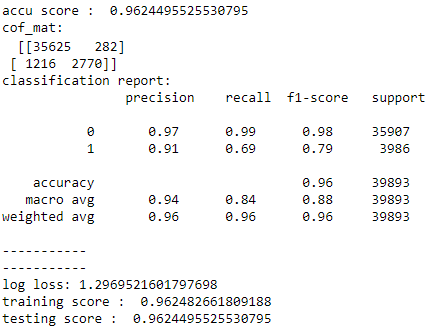 accu score :  0.9624495525530795
cof_mat:
  [[35625   282]
 [ 1216  2770]]
classification report:
              precision    recall  f1-score   support

           0       0.97      0.99      0.98     35907
           1       0.91      0.69      0.79      3986

    accuracy                           0.96     39893
   macro avg       0.94      0.84      0.88     39893
weighted avg       0.96      0.96      0.96     39893

-----------
-----------
log loss: 1.2969521601797698
training score :  0.962482661809188
testing score :  0.9624495525530795